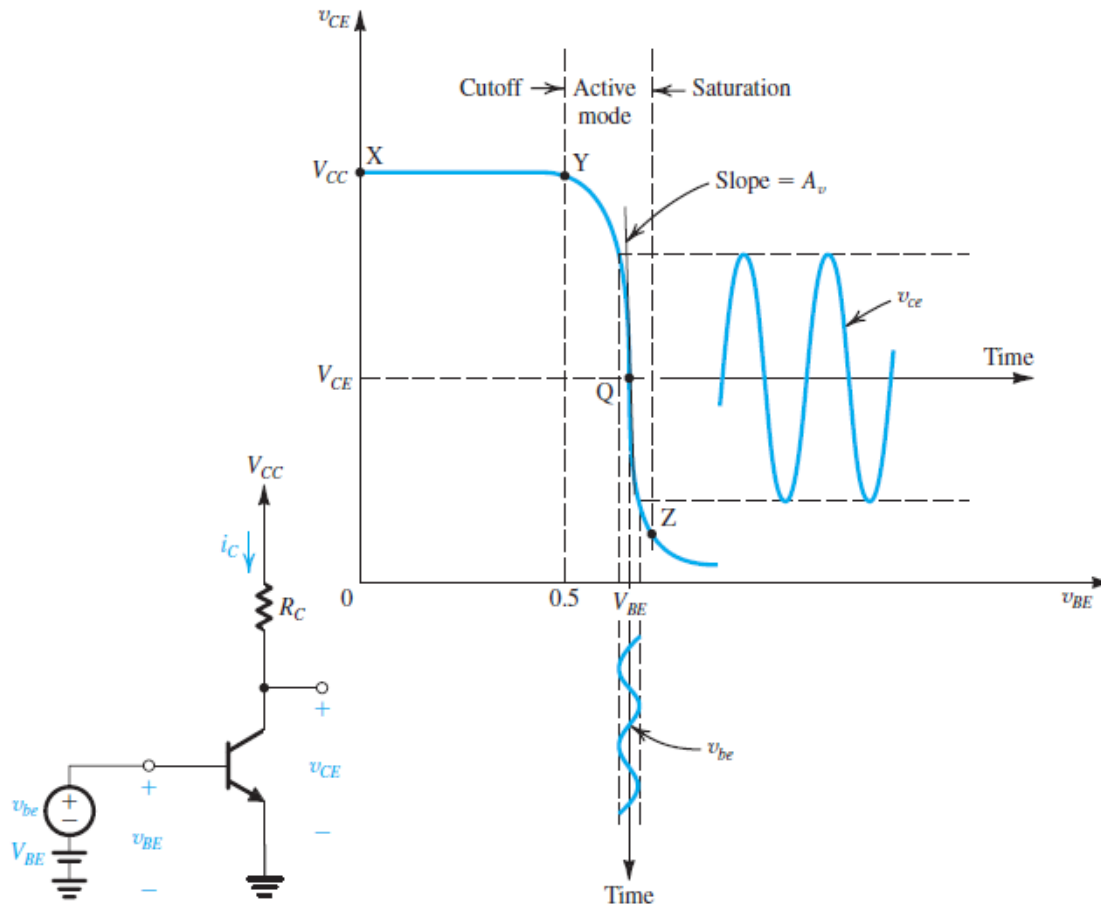 v_CE
Cutoff
Active
mode
Saturation
X
Y
V_CC
Slope = A_v
v_ce
Time
V_CE
Q
V_CC
Z
i_C
0
0.5
V_BE
v_BE
R_C
+
v_be
+
v_CE
v_be
+
−
+
v_BE
−
V_BE
−
Time